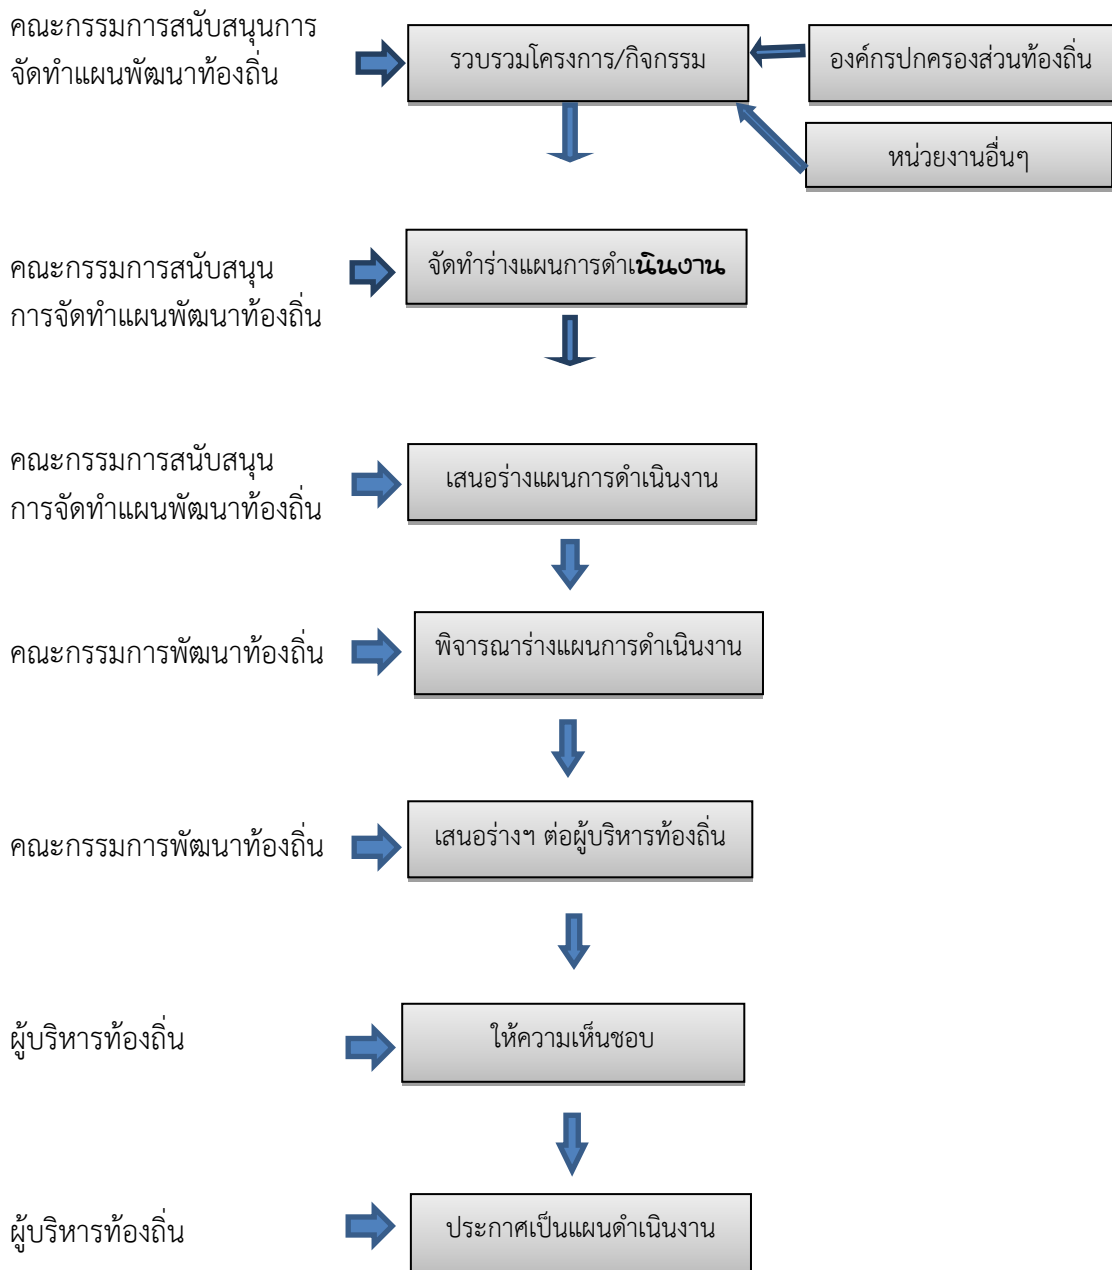 คณะกรรมการสนับสนุนการ
จัดทำแผนพัฒนาท้องถิ่น
รวบรวมโครงการ/กิจกรรม
องค์กรปกครองส่วนท้องถิ่น
หน่วยงานอื่นๆ
คณะกรรมการสนับสนุน
การจัดทำแผนพัฒนาท้องถิ่น
จัดทำร่างแผนการดำเนินงาน
คณะกรรมการสนับสนุน
การจัดทำแผนพัฒนาท้องถิ่น
เสนอร่างแผนการดำเนินงาน
คณะกรรมการพัฒนาท้องถิ่น
พิจารณาร่างแผนการดำเนินงาน
คณะกรรมการพัฒนาท้องถิ่น
เสนอร่างฯ ต่อผู้บริหารท้องถิ่น
ผู้บริหารท้องถิ่น
ให้ความเห็นชอบ
ผู้บริหารท้องถิ่น
ประกาศเป็นแผนดำเนินงาน